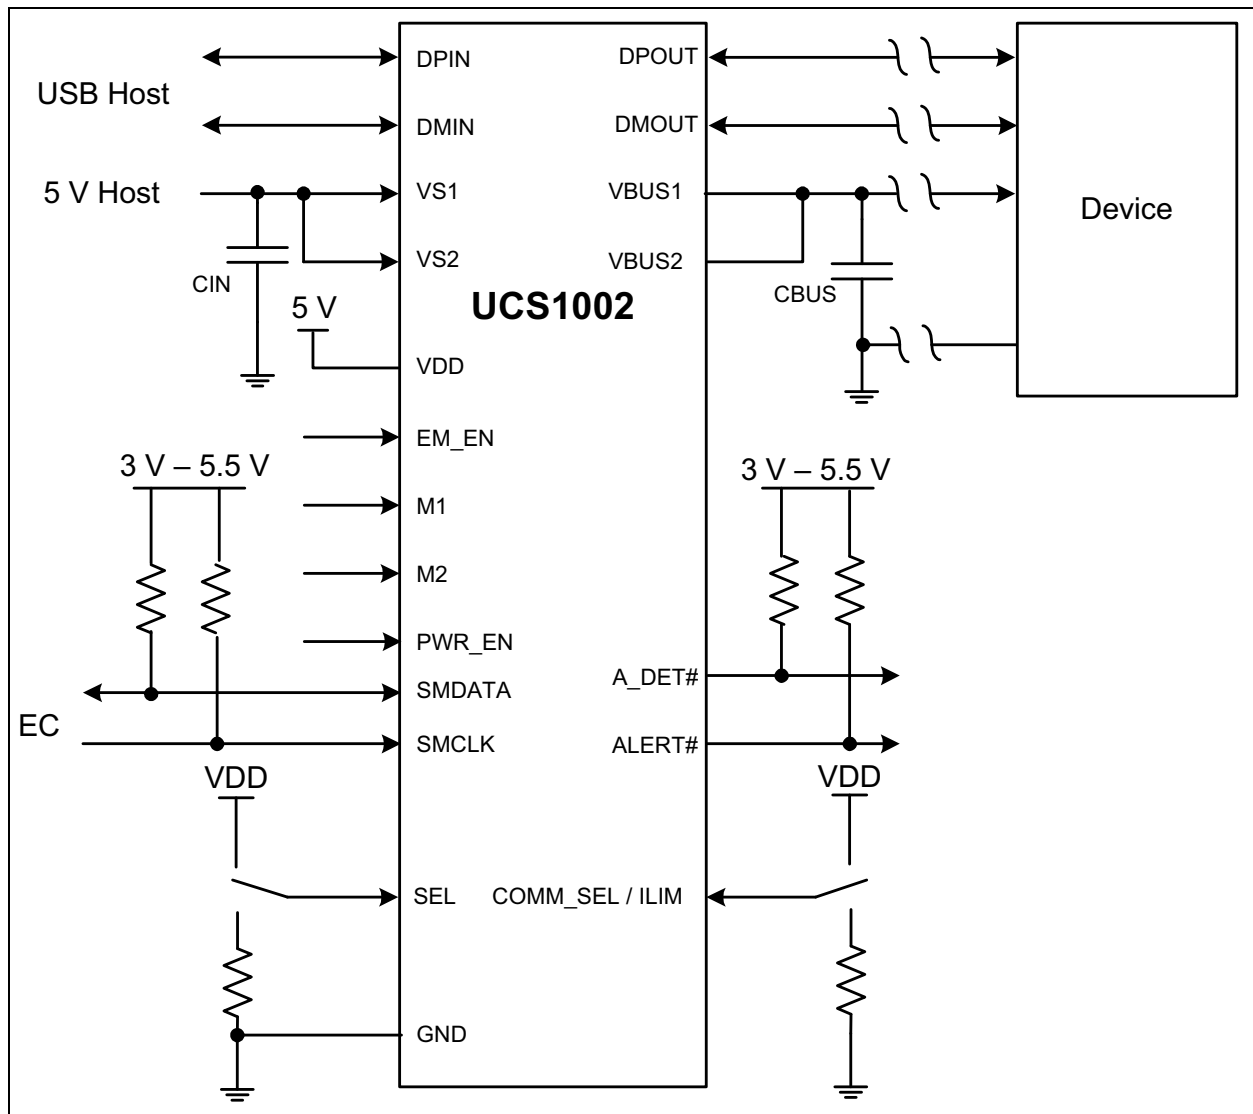 USB Host
5 V Host
CIN
5 V
3 V – 5.5 V
EC
VDD
DPIN
DMIN
VS1
VS2
UCS1002
VDD
EM_EN
M1
M2
PWR_EN
SMDATA
SMCLK
SEL
GND
DPOUT
DMOUT
VBUS1
VBUS2
A_DET#
ALERT#
COMM_SEL / ILIM
CBUS
Device
3 V – 5.5 V
VDD